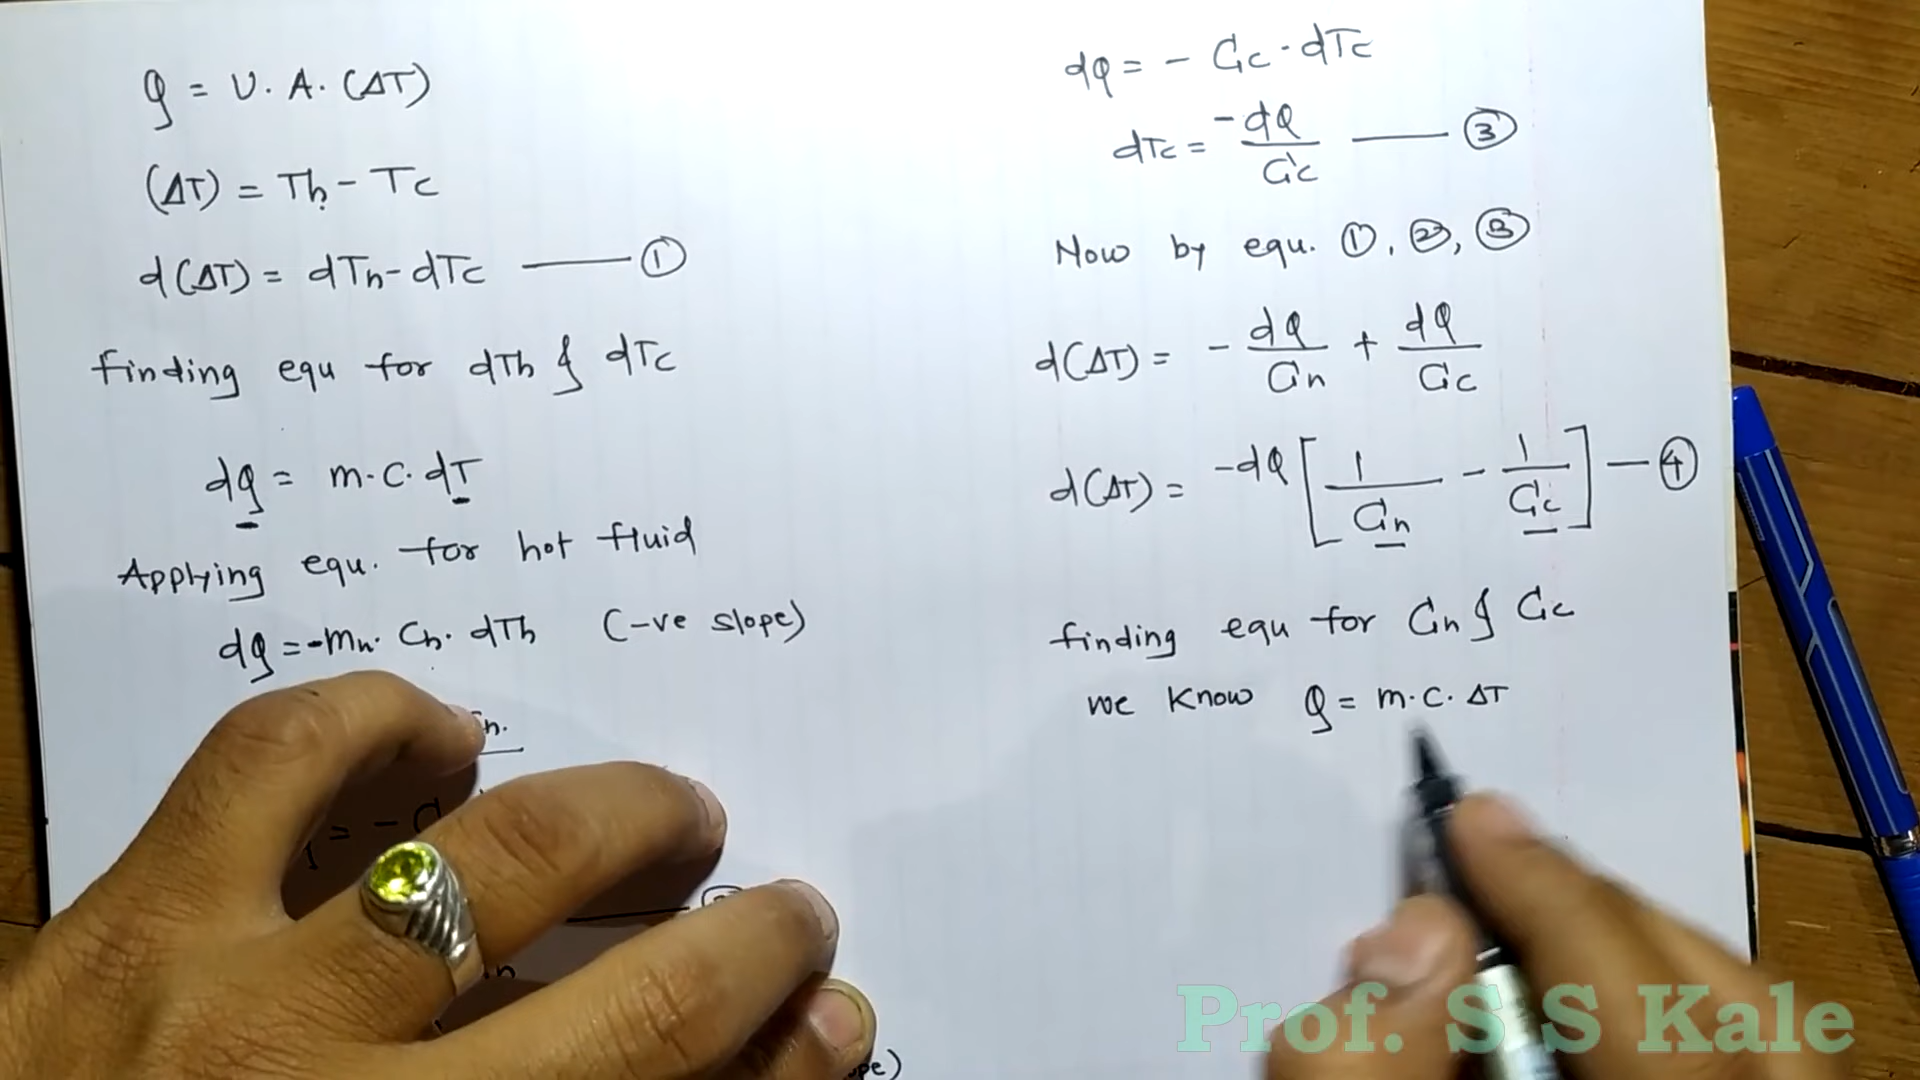 Q = U. A. (ΔT)
(ΔT) = Th - Tc
d(ΔT) = dTh - dTc —— ①
finding equ for dTh & dTc
dQ = m.C.dT
Applying equ. for hot fluid
dQ = -mh. Ch. dTh (-ve slope)
dQ = - Cc . dTc
dTc = -dQ/Cc —— ③
Now by equ. ①, ②, ③
d(ΔT) = - dQ/Ch + dQ/Cc
d(ΔT) = -dQ [1/Ch - 1/Cc] — ④
finding equ for Ch & Cc
we know Q = m.c. ΔT
Prof. S S Kale